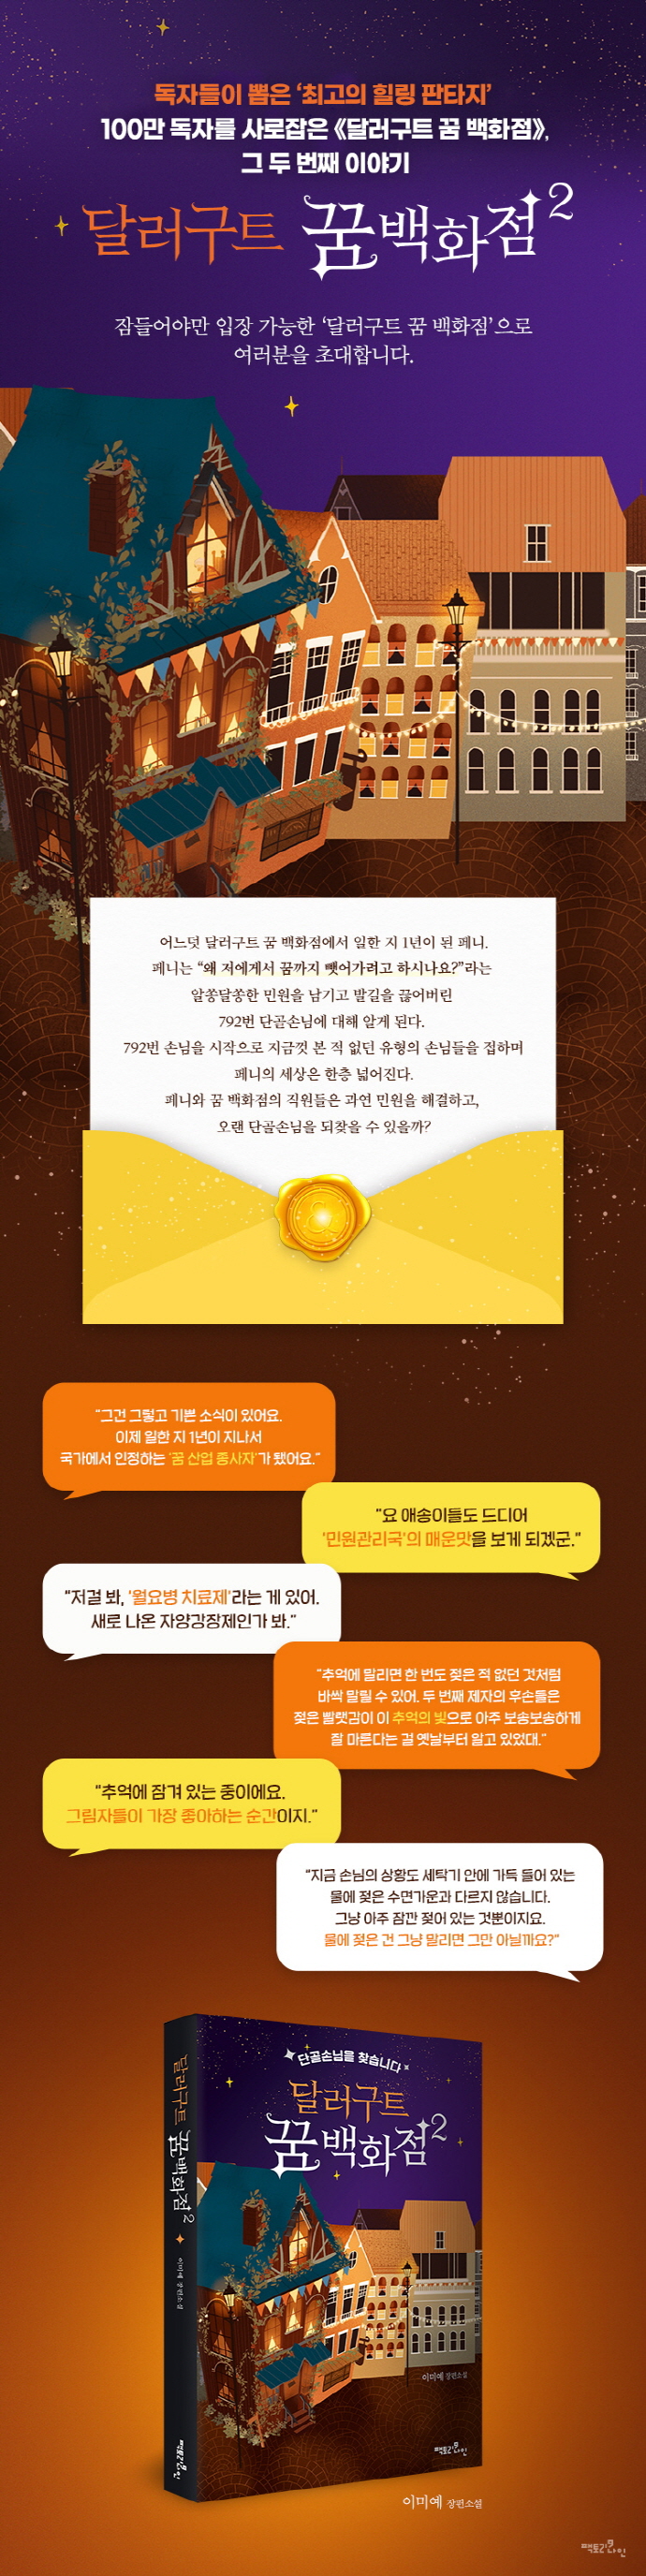 독자들이 뽑은 ‘최고의 힐링 판타지’
100만 독자를 사로잡은 《달러구트 꿈 백화점》,
그 두 번째 이야기
달러구트 꿈백화점2
잠들어야만 입장 가능한 ‘달러구트 꿈 백화점’으로
여러분을 초대합니다.
어느덧 달러구트 꿈 백화점에서 일한 지 1년이 된 페니.
페니는 “왜 저에게서 꿈까지 뺏어가려고 하시나요?”라는
알쏭달쏭한 민원을 남기고 발길을 끊어버린
792번 단골손님에 대해 알게 된다.
792번 손님을 시작으로 지금껏 본 적 없던 유형의 손님들을 접하며
페니의 세상은 한층 넓어진다.
페니와 꿈 백화점의 직원들은 과연 민원을 해결하고,
오랜 단골손님을 되찾을 수 있을까?
“그건 그렇고 기쁜 소식이 있어요.
이제 일한 지 1년이 지나서
국가에서 인정하는 ‘꿈 산업 종사자’가 됐어요.”
“요 애송이들도 드디어
‘민원관리국’의 매운맛을 보게 되겠군.”
“저걸 봐, ‘월요병 치료제’라는 게 있어.
새로 나온 자양강장제인가 봐.”
“추억에 말리면 한 번도 젖은 적 없던 것처럼
바싹 말릴 수 있어. 두 번째 제자의 후손들은
젖은 빨랫감이 이 추억의 빛으로 아주 보송보송하게
잘 마른다는 걸 옛날부터 알고 있었대.”
“추억에 잠겨 있는 중이에요.
그림자들이 가장 좋아하는 순간이지.”
“지금 손님의 상황도 세탁기 안에 가득 들어 있는
물에 젖은 수면가운과 다르지 않습니다.
그냥 아주 잠깐 젖어 있는 것뿐이지요.
물에 젖은 건 그냥 말리면 그만 아닐까요?”
단골손님을 찾습니다
달러구트
꿈백화점2
이미예 장편소설
팩토리나인
달러구트 꿈백화점2
이미예 장편소설
팩토리나인
이미예 장편소설
팩토리나인